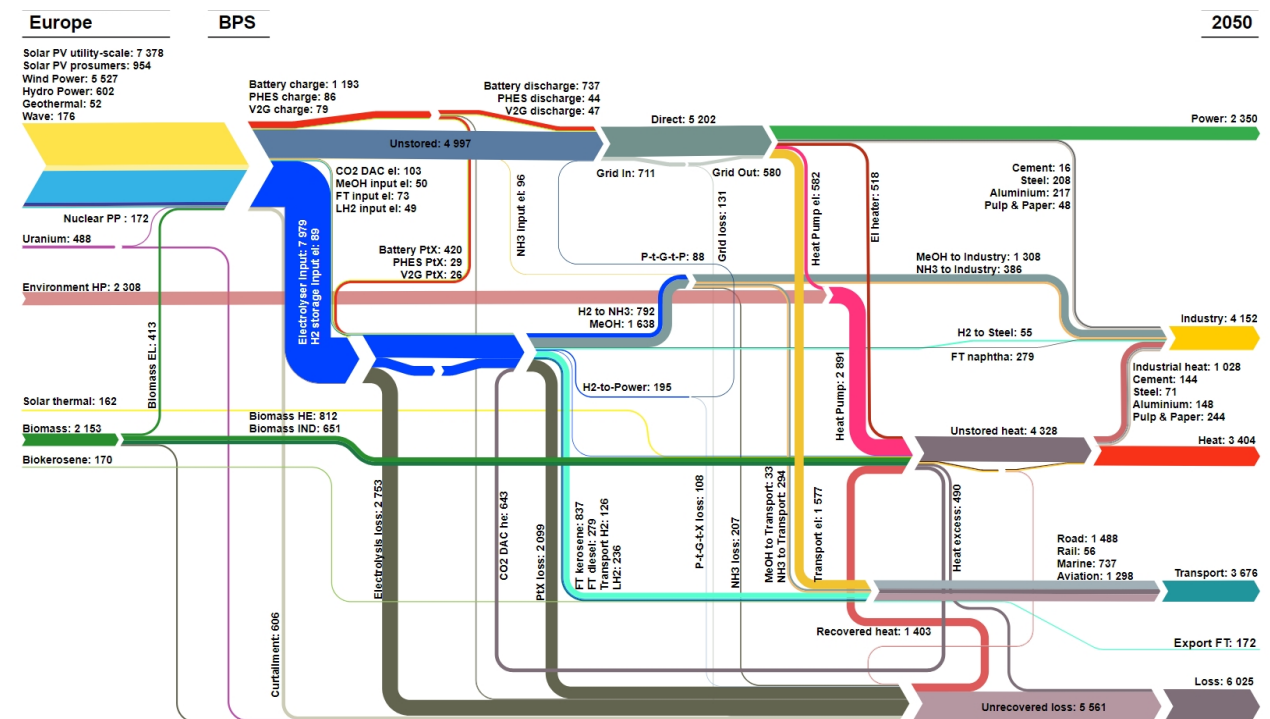 Europe
BPS
2050
Solar PV utility-scale: 7 378
Solar PV prosumers: 954
Wind Power: 5 527
Hydro Power: 602
Geothermal: 52
Wave: 176
Battery charge: 1 193
PHES charge: 86
V2G charge: 79
Battery discharge: 737
PHES discharge: 44
V2G discharge: 47
Direct: 5 202
Power: 2 350
Unstored: 4 997
CO2 DAC el: 103
MeOH input el: 50
FT input el: 73
LH2 input el: 49
NH3 Input el: 96
Grid In: 711
Grid Out: 580
Grid loss: 131
Heat Pump el: 582
El heater: 518
Cement: 16
Steel: 208
Aluminium: 217
Pulp & Paper: 48
Nuclear PP : 172
Uranium: 488
Electrolyser Input: 7 979
H2 storage Input el: 89
Battery PtX: 420
PHES PtX: 29
V2G PtX: 26
P-t-G-t-P: 88
MeOH to Industry: 1 308
NH3 to Industry: 386
Environment HP: 2 308
H2 to NH3: 792
MeOH: 1 638
Industry: 4 152
H2 to Steel: 55
FT naphtha: 279
Biomass EL: 413
H2-to-Power: 195
Heat Pump: 2 891
Industrial heat: 1 028
Cement: 144
Steel: 71
Aluminium: 148
Pulp & Paper: 244
Solar thermal: 162
Biomass: 2 153
Biomass HE: 812
Biomass IND: 651
Unstored heat: 4 328
Heat: 3 404
Biokerosene: 170
Electrolysis loss: 2 753
CO2 DAC he: 643
PtX loss: 2 099
FT kerosene: 837
FT diesel: 279
Transport H2: 126
LH2: 236
P-t-G-t-X loss: 108
NH3 loss: 207
MeOH to Transport: 33
NH3 to Transport: 294
Transport el: 1 577
Heat excess: 490
Road: 1 488
Rail: 56
Marine: 737
Aviation: 1 298
Transport: 3 676
Curtailment: 606
Recovered heat: 1 403
Export FT: 172
Loss: 6 025
Unrecovered loss: 5 561